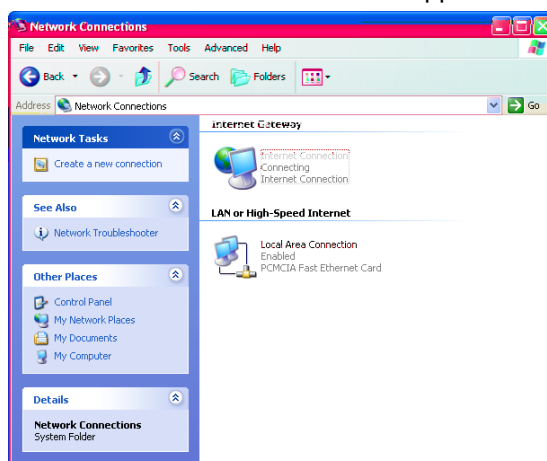 Network Connections
File Edit View Favorites Tools Advanced Help
Back Search Folders
Address Network Connections Go
Network Tasks
Create a new connection
See Also
Network Troubleshooter
Other Places
Control Panel
My Network Places
My Documents
My Computer
Details
Network Connections
System Folder
Internet Gateway
Internet Connection
Connecting
Internet Connection
LAN or High-Speed Internet
Local Area Connection
Enabled
PCMCIA Fast Ethernet Card